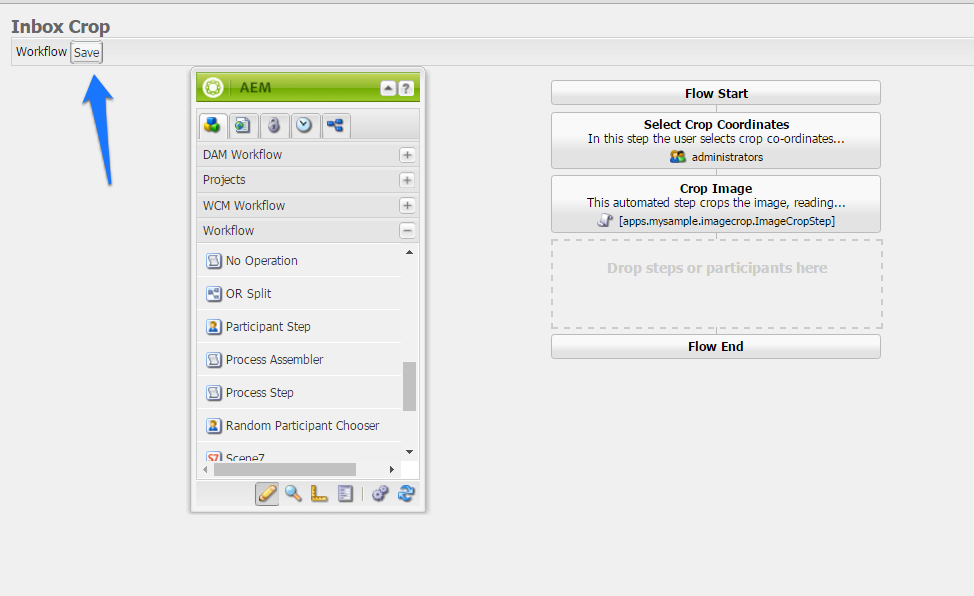 Inbox Crop
Workflow Save
AEM
?
DAM Workflow
Projects
WCM Workflow
Workflow
No Operation
OR Split
Participant Step
Process Assembler
Process Step
Random Participant Chooser
S7 Scene7
Flow Start
Select Crop Coordinates
In this step the user selects crop co-ordinates...
administrators
Crop Image
This automated step crops the image, reading...
[apps.mysample.imagecrop.ImageCropStep]
Drop steps or participants here
Flow End